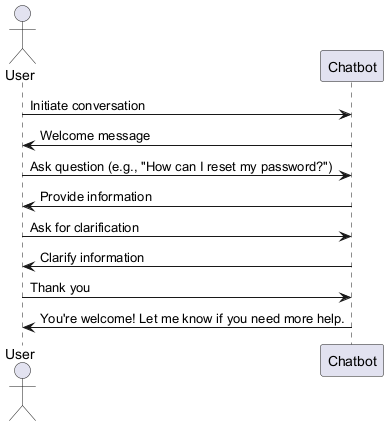 User
Chatbot
Initiate conversation
Welcome message
Ask question (e.g., "How can I reset my password?")
Provide information
Ask for clarification
Clarify information
Thank you
You're welcome! Let me know if you need more help.
User
Chatbot